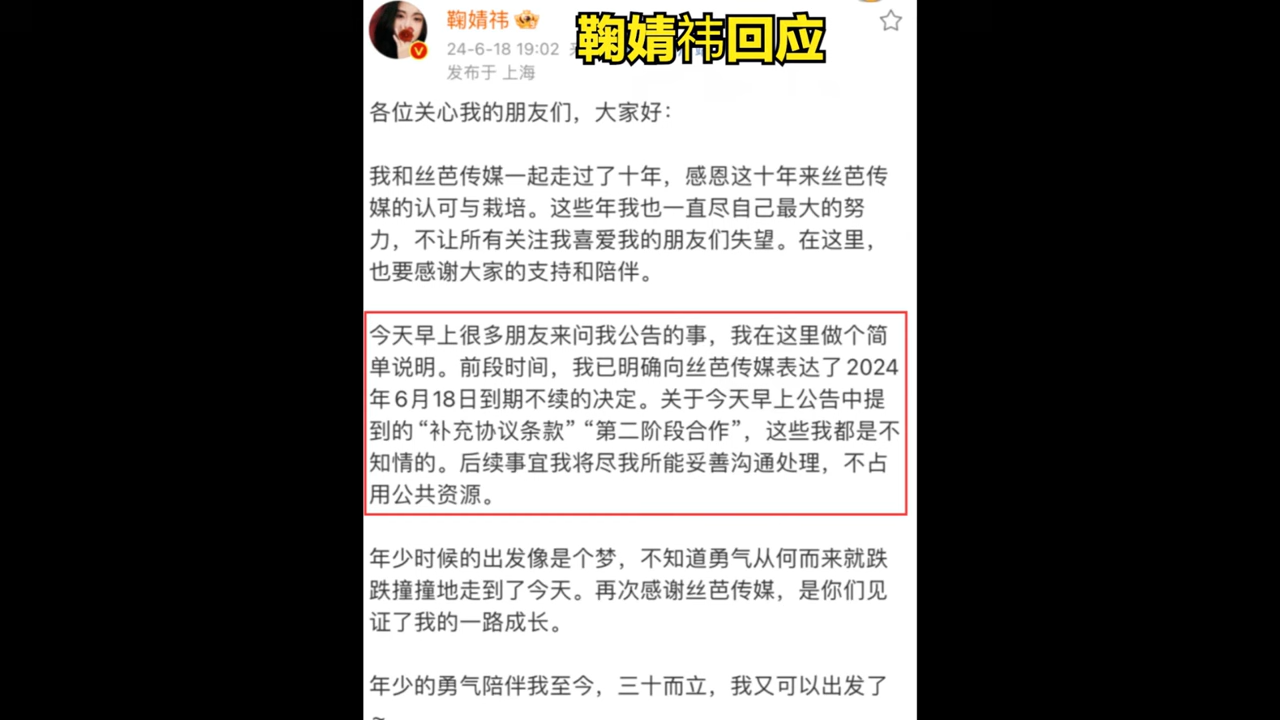 鞠婧祎
鞠婧祎回应
24-6-18 19:02
发布于 上海
各位关心我的朋友们，大家好：
我和丝芭传媒一起走过了十年，感恩这十年来丝芭传
媒的认可与栽培。这些年我也一直尽自己最大的努
力，不让所有关注我喜爱我的朋友们失望。在这里，
也要感谢大家的支持和陪伴。
今天早上很多朋友来问我公告的事，我在这里做个简
单说明。前段时间，我已明确向丝芭传媒表达了2024
年6月18日到期不续的决定。关于今天早上公告中提
到的“补充协议条款”“第二阶段合作”，这些我都是不
知情的。后续事宜我将尽我所能妥善沟通处理，不占
用公共资源。
年少时候的出发像是个梦，不知道勇气从何而来就跌
跌撞撞地走到了今天。再次感谢丝芭传媒，是你们见
证了我的一路成长。
年少的勇气陪伴我至今，三十而立，我又可以出发了
~